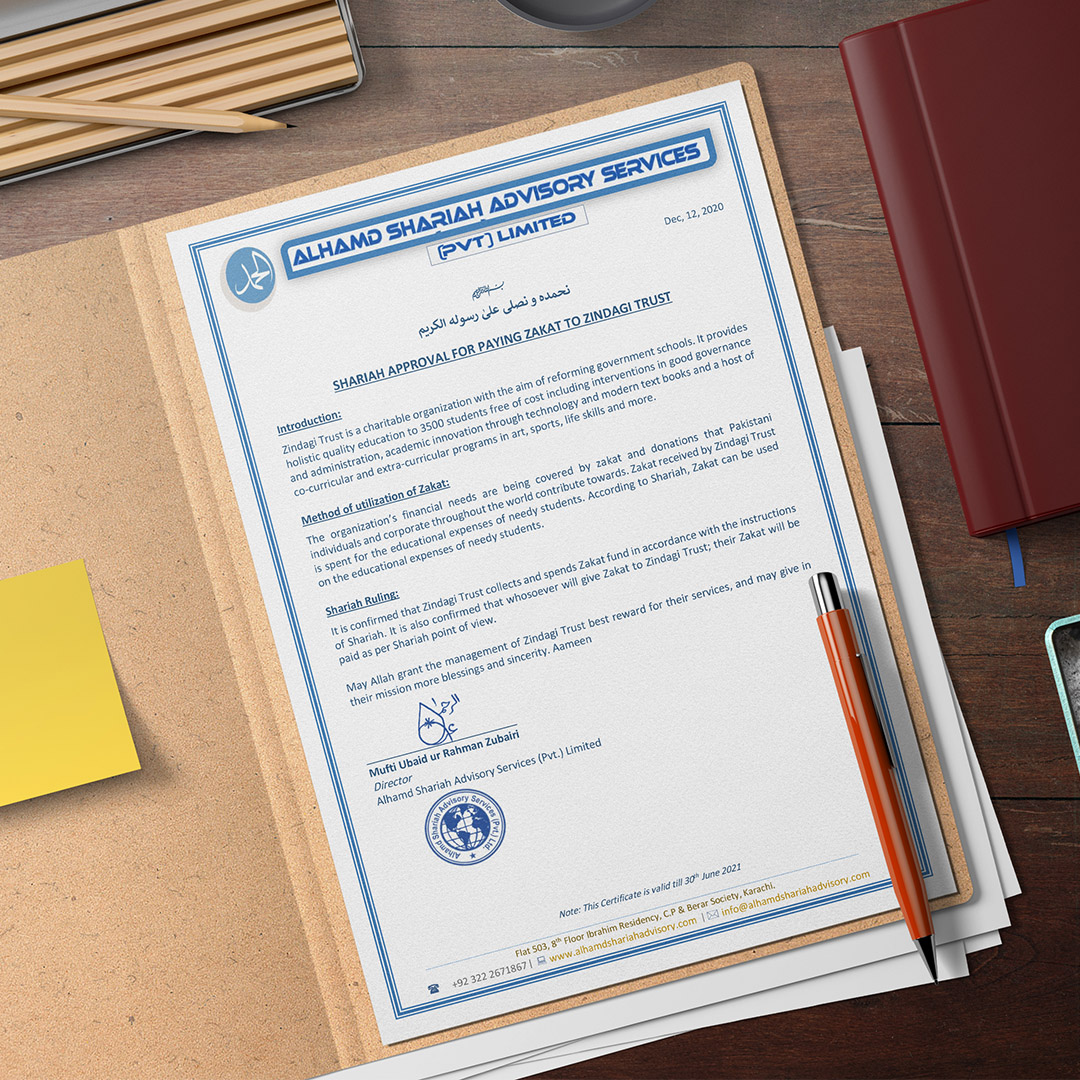 ALHAMD SHARIAH ADVISORY SERVICES
(PVT) LIMITED
الحمد
Dec, 12, 2020
نحمده و نصلى على رسوله الكريم
SHARIAH APPROVAL FOR PAYING ZAKAT TO ZINDAGI TRUST
Introduction:
Zindagi Trust is a charitable organization with the aim of reforming government schools. It provides
holistic quality education to 3500 students free of cost including interventions in good governance
and administration, academic innovation through technology and modern text books and a host of
co-curricular and extra-curricular programs in art, sports, life skills and more.
Method of utilization of Zakat:
The organization's financial needs are being covered by zakat and donations that Pakistani
individuals and corporate throughout the world contribute towards. Zakat received by Zindagi Trust
is spent for the educational expenses of needy students. According to Shariah, Zakat can be used
on the educational expenses of needy students.
Shariah Ruling:
It is confirmed that Zindagi Trust collects and spends Zakat fund in accordance with the instructions
of Shariah. It is also confirmed that whosoever will give Zakat to Zindagi Trust; their Zakat will be
paid as per Shariah point of view.
May Allah grant the management of Zindagi Trust best reward for their services, and may give in
their mission more blessings and sincerity. Aameen
Mufti Ubaid ur Rahman Zubairi
Director
Alhamd Shariah Advisory Services (Pvt.) Limited
Alhamd Shariah Advisory Services (Pvt.) Ltd.
Note: This Certificate is valid till 30th June 2021
Flat 503, 8th Floor Ibrahim Residency, C.P & Berar Society, Karachi.
+92 322 2671867 | www.alhamdshariahadvisory.com | info@alhamdshariahadvisory.com